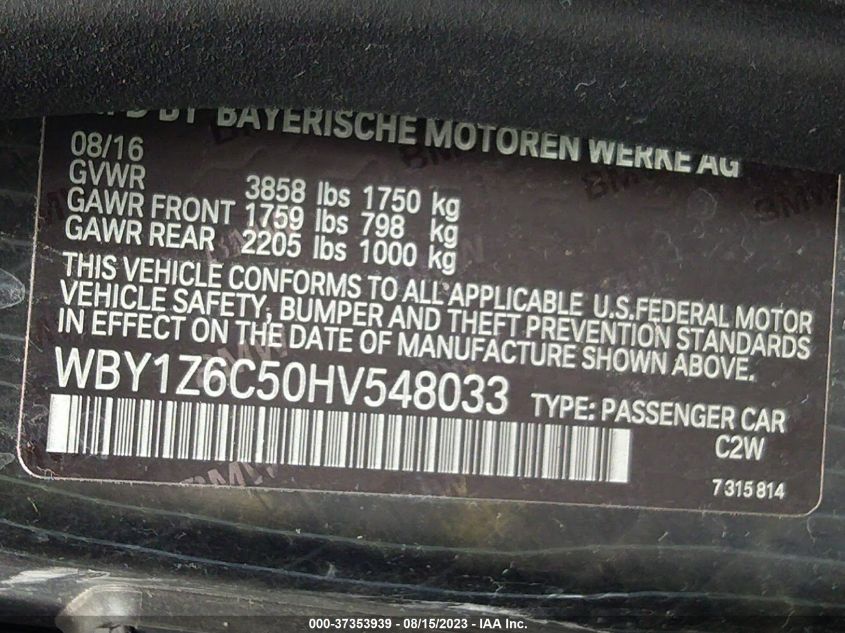 MFD BY BAYERISCHE MOTOREN WERKE AG
08/16
GVWR 3858 lbs 1750 kg
GAWR FRONT 1759 lbs 798 kg
GAWR REAR 2205 lbs 1000 kg
THIS VEHICLE CONFORMS TO ALL APPLICABLE U.S.FEDERAL MOTOR
VEHICLE SAFETY, BUMPER AND THEFT PREVENTION STANDARDS
IN EFFECT ON THE DATE OF MANUFACTURE SHOWN ABOVE.
WBY1Z6C50HV548033 TYPE: PASSENGER CAR
C2W
7 315 814
000-37353939 - 08/15/2023 - IAA Inc.